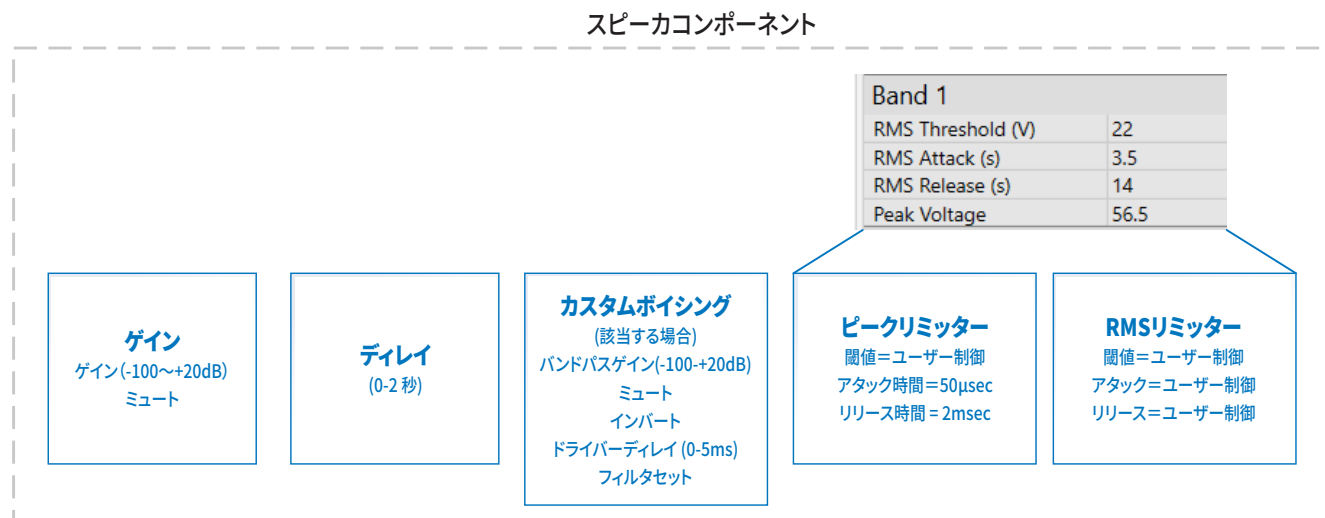 スピーカコンポーネント
Band 1
RMS Threshold (V) 22
RMS Attack (s) 3.5
RMS Release (s) 14
Peak Voltage 56.5
ゲイン
ゲイン(-100～+20dB)
ミュート
ディレイ
(0-2 秒)
カスタムボイシング
(該当する場合)
バンドパスゲイン(-100-+20dB)
ミュート
インバート
ドライバーディレイ (0-5ms)
フィルタセット
ピークリミッター
閾値＝ユーザー制御
アタック時間＝50μsec
リリース時間 = 2msec
RMSリミッター
閾値＝ユーザー制御
アタック＝ユーザー制御
リリース＝ユーザー制御